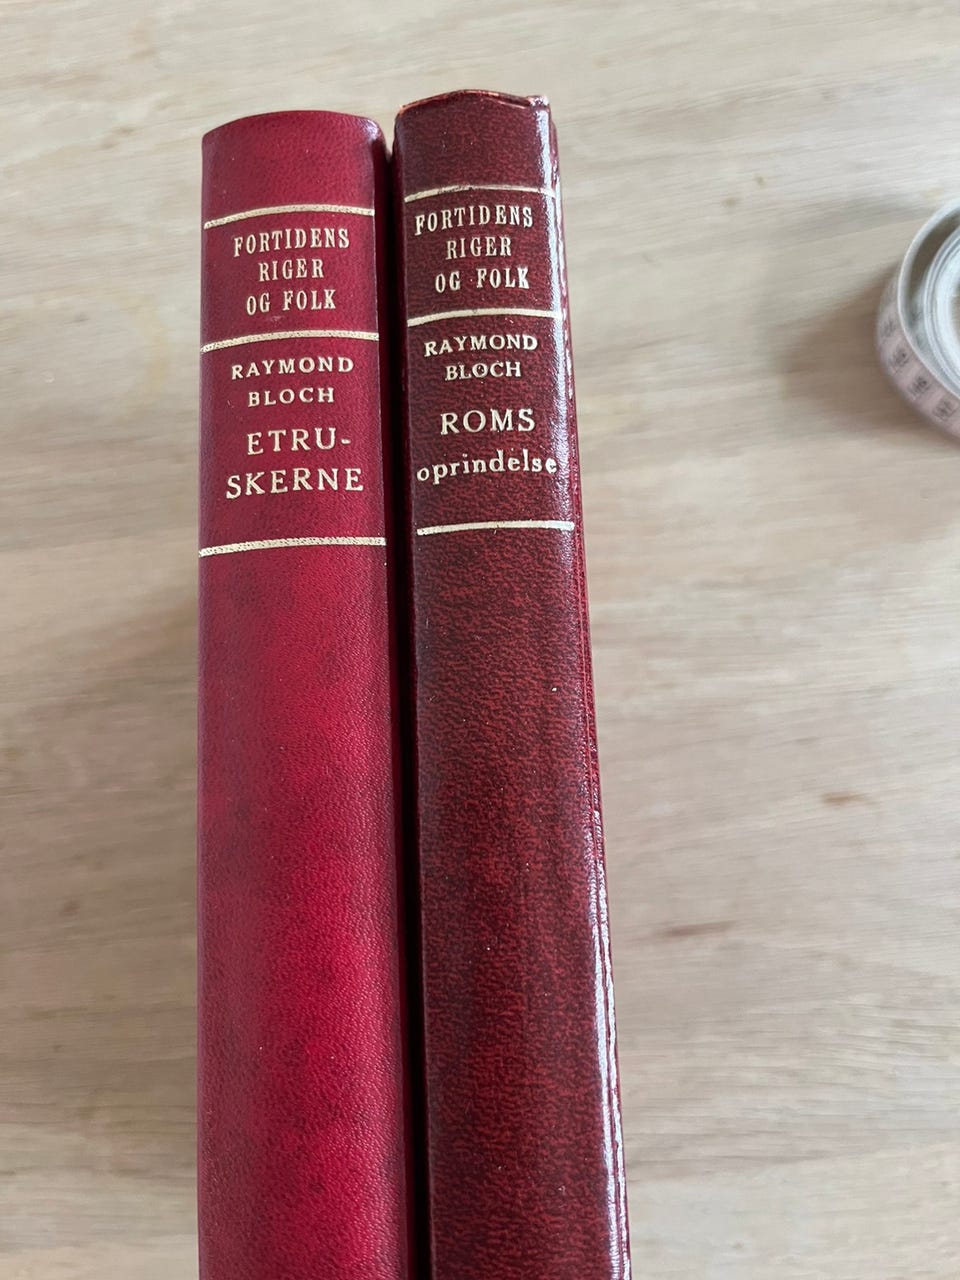 FORTIDENS
RIGER
OG FOLK
RAYMOND
BLOCH
ETRU-
SKERNE
FORTIDENS
RIGER
OG FOLK
RAYMOND
BLOCH
ROMS
oprindelse